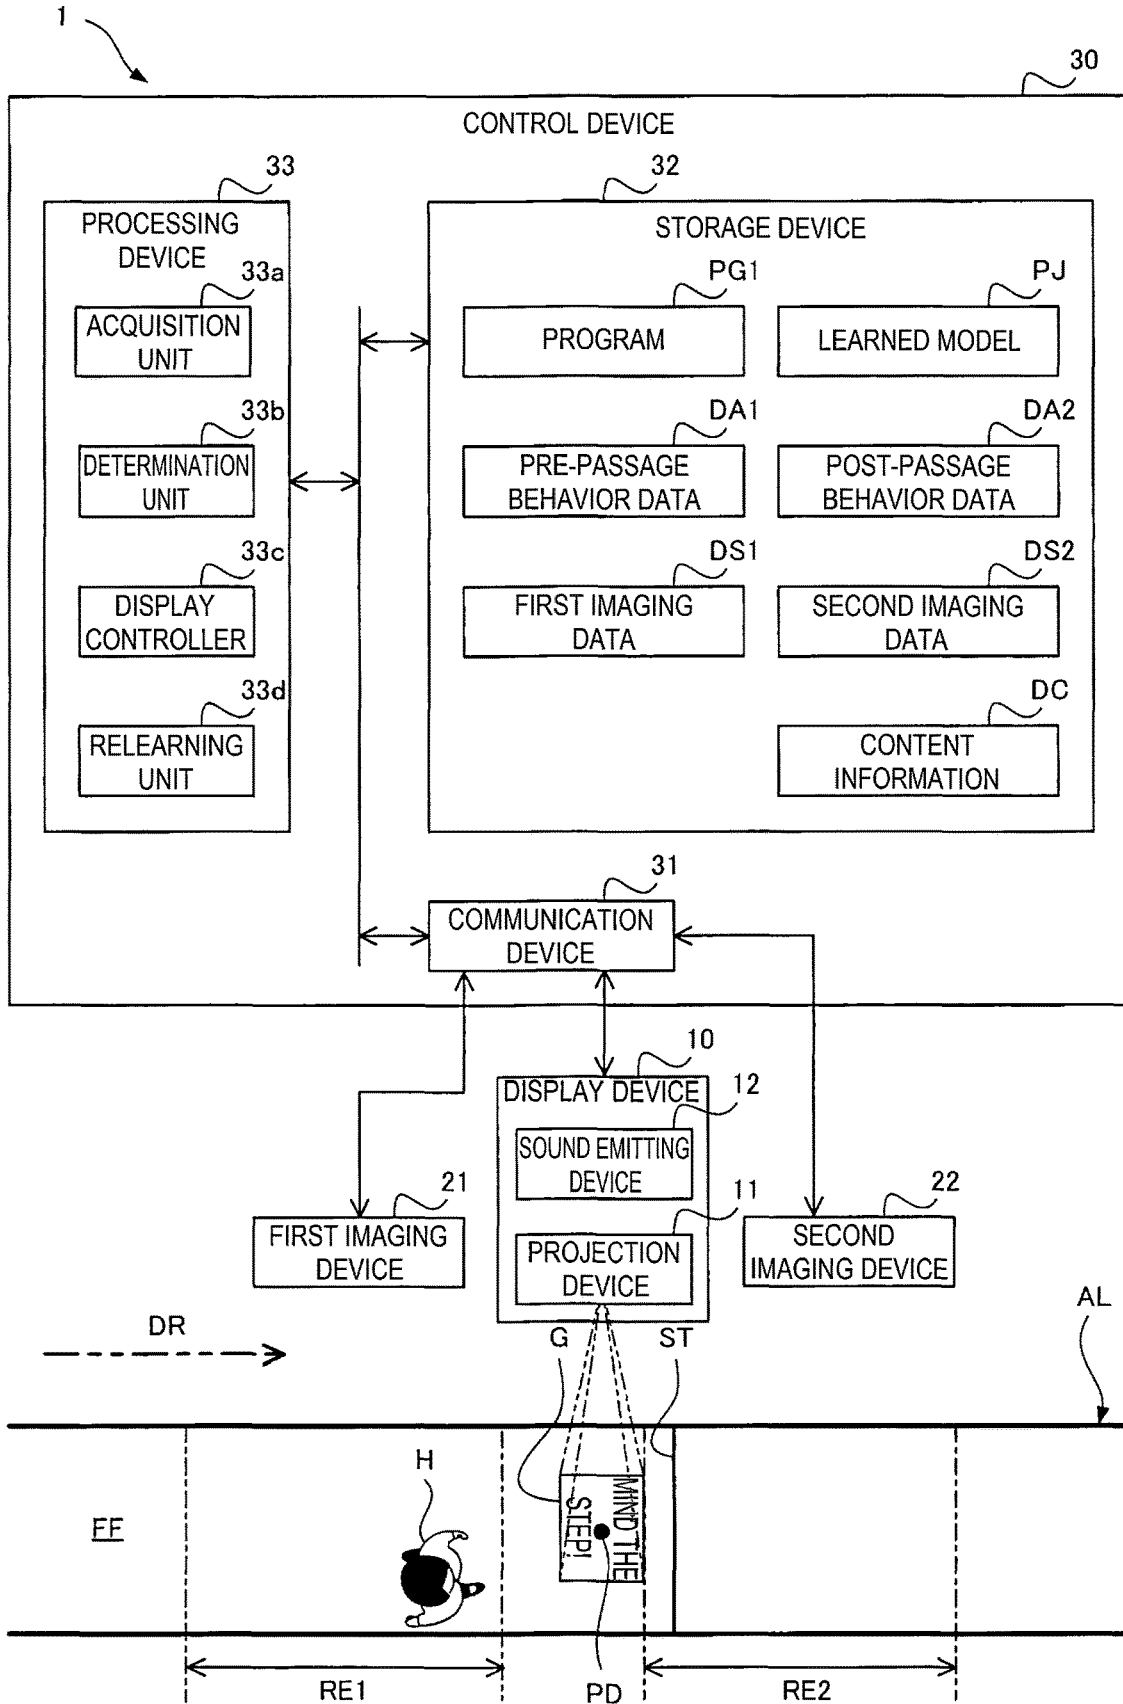 1
30
CONTROL DEVICE
33
PROCESSING
DEVICE
33a
ACQUISITION
UNIT
33b
DETERMINATION
UNIT
33c
DISPLAY
CONTROLLER
33d
RELEARNING
UNIT
32
STORAGE DEVICE
PG1
PROGRAM
PJ
LEARNED MODEL
DA1
PRE-PASSAGE
BEHAVIOR DATA
DA2
POST-PASSAGE
BEHAVIOR DATA
DS1
FIRST IMAGING
DATA
DS2
SECOND IMAGING
DATA
DC
CONTENT
INFORMATION
31
COMMUNICATION
DEVICE
10
DISPLAY DEVICE
12
SOUND EMITTING
DEVICE
11
PROJECTION
DEVICE
21
FIRST IMAGING
DEVICE
22
SECOND
IMAGING DEVICE
DR
G
ST
AL
H
FF
MIND THE
STEP!
RE1
PD
RE2